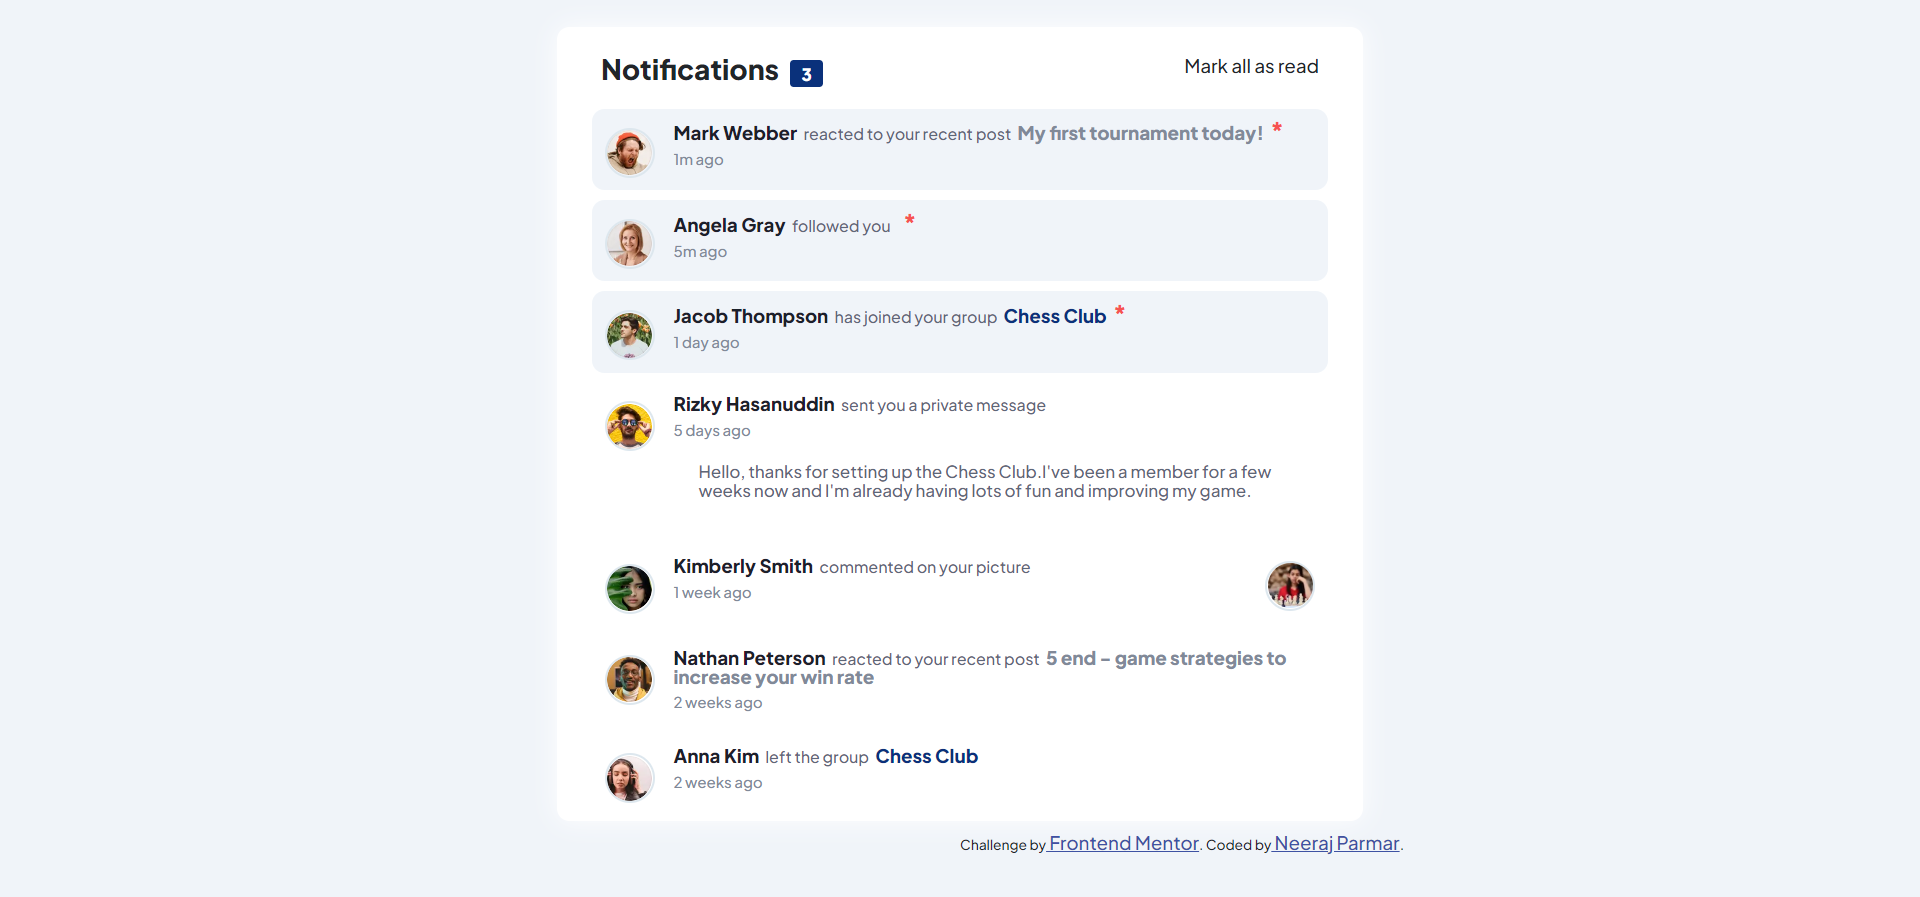 Notifications 3 Mark all as read
Mark Webber reacted to your recent post My first tournament today! *
1m ago
Angela Gray followed you *
5m ago
Jacob Thompson has joined your group Chess Club *
1 day ago
Rizky Hasanuddin sent you a private message
5 days ago
Hello, thanks for setting up the Chess Club.I've been a member for a few
weeks now and I'm already having lots of fun and improving my game.
Kimberly Smith commented on your picture
1 week ago
Nathan Peterson reacted to your recent post 5 end – game strategies to
increase your win rate
2 weeks ago
Anna Kim left the group Chess Club
2 weeks ago
Challenge by Frontend Mentor. Coded by Neeraj Parmar.